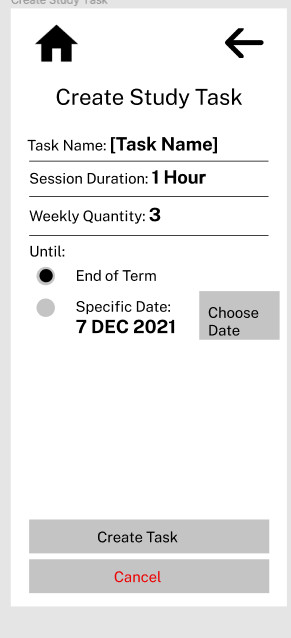 Create Study Task
Create Study Task
Task Name: [Task Name]
Session Duration: 1 Hour
Weekly Quantity: 3
Until:
End of Term
Specific Date:
7 DEC 2021
Choose
Date
Create Task
Cancel